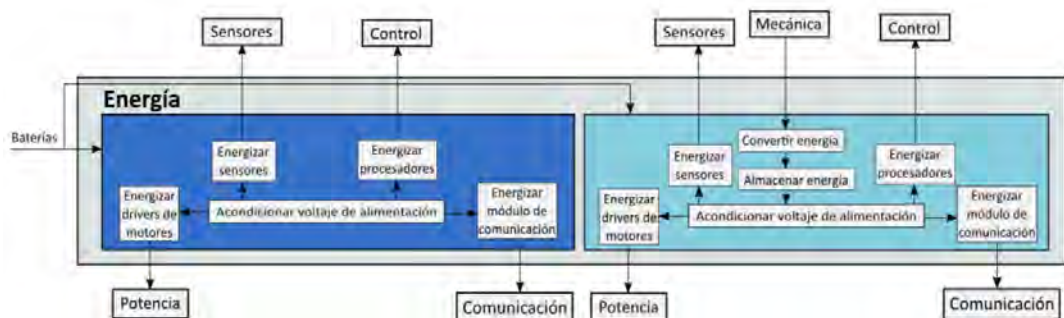 Sensores
Control
Sensores
Mecánica
Control
Energía
Baterías
Energizar
sensores
Energizar
procesadores
Energizar
drivers de
motores
Acondicionar voltaje de alimentación
Energizar
módulo de
comunicación
Convertir energía
Energizar
sensores
Almacenar energía
Energizar
procesadores
Energizar
drivers de
motores
Acondicionar voltaje de alimentación
Energizar
módulo de
comunicación
Potencia
Comunicación
Potencia
Comunicación